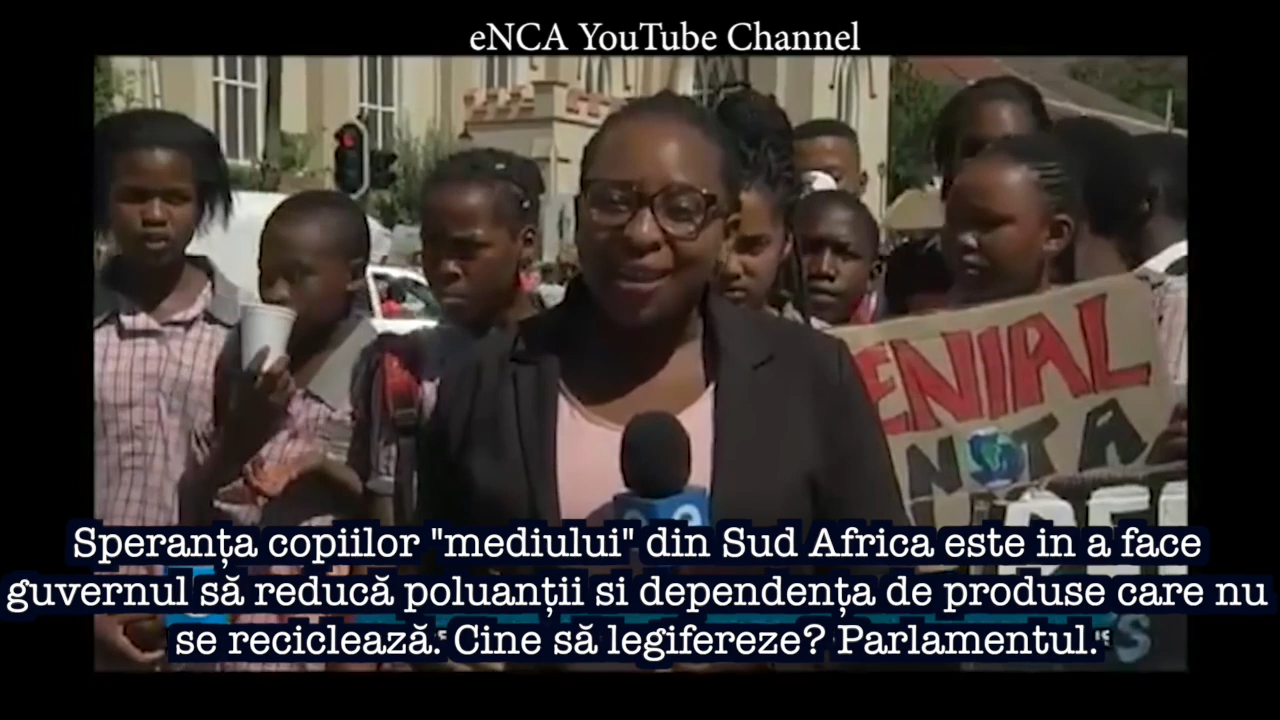 eNCA YouTube Channel
ENIAL
NOT A
Speranța copiilor "mediului" din Sud Africa este in a face
guvernul să reducă poluanții si dependența de produse care nu
se reciclează. Cine să legifereze? Parlamentul.